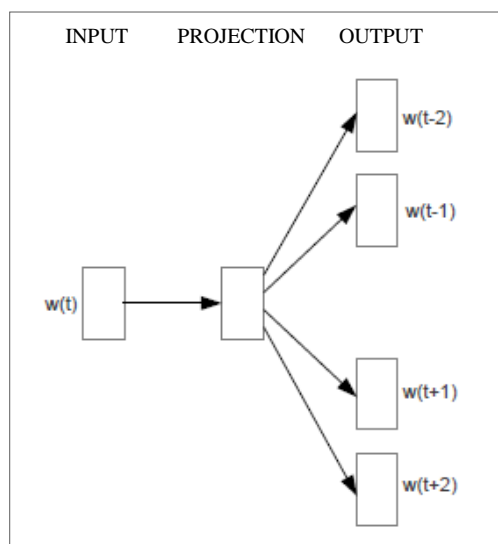 INPUT PROJECTION OUTPUT
w(t-2)
w(t-1)
w(t)
w(t+1)
w(t+2)